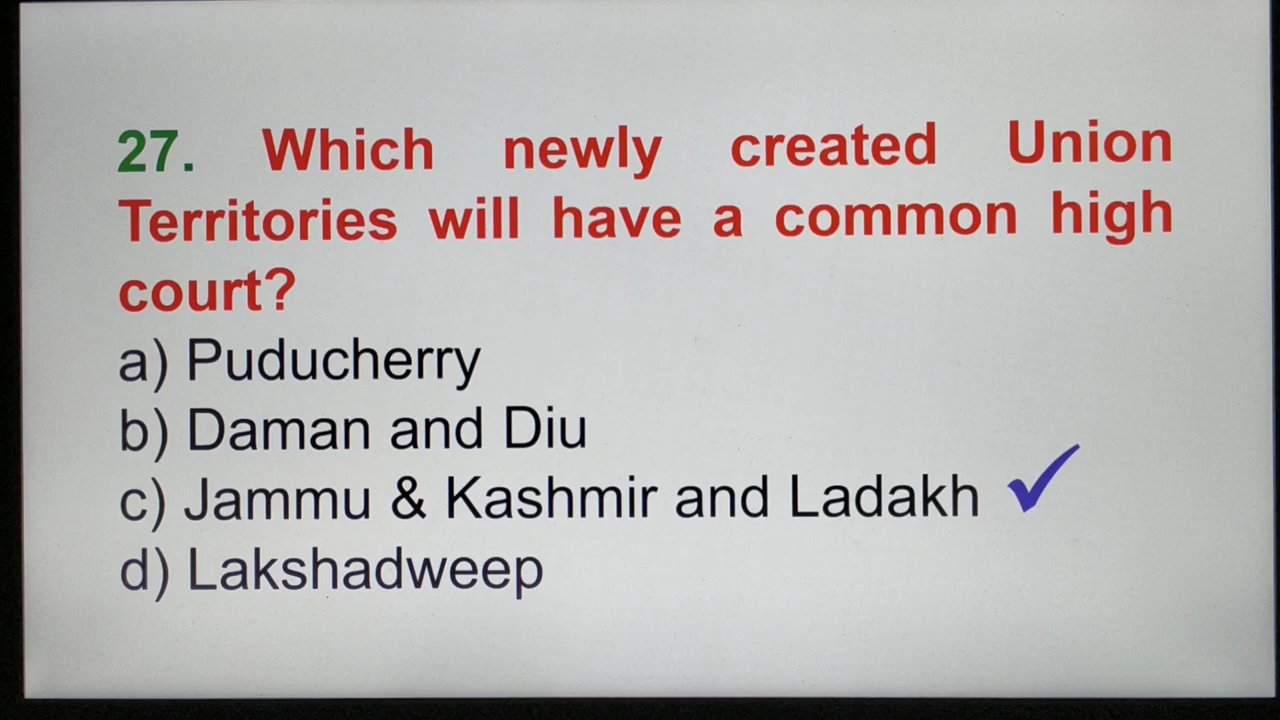 27. Which newly created Union
Territories will have a common high
court?
a) Puducherry
b) Daman and Diu
c) Jammu & Kashmir and Ladakh
d) Lakshadweep